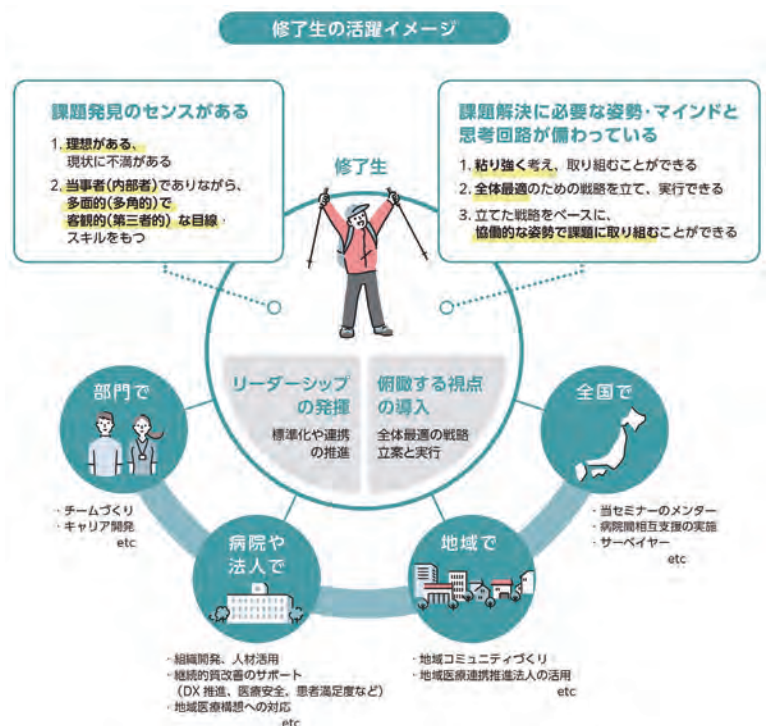 修了生の活躍イメージ
課題発見のセンスがある
1. 理想がある、
現状に不満がある
2. 当事者(内部者)でありながら、
多面的(多角的)で
客観的(第三者的) な目線・
スキルをもつ
課題解決に必要な姿勢・マインドと
思考回路が備わっている
1. 粘り強く考え、取り組むことができる
2. 全体最適のための戦略を立て、実行できる
3. 立てた戦略をベースに、
協働的な姿勢で課題に取り組むことができる
修了生
リーダーシップ
の発揮
標準化や連携
の推進
俯瞰する視点
の導入
全体最適の戦略
立案と実行
部門で
・チームづくり
・キャリア開発
etc
病院や
法人で
・組織開発、人材活用
・継続的質改善のサポート
(DX 推進、医療安全、患者満足度など)
・地域医療構想への対応
etc
地域で
・地域コミュニティづくり
・地域医療連携推進法人の活用
etc
全国で
・当セミナーのメンター
・病院間相互支援の実施
・サーベイヤー
etc